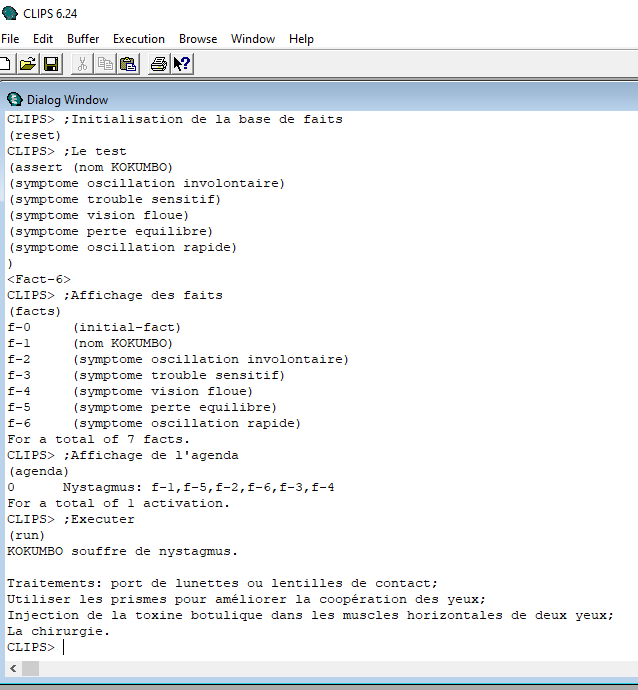 CLIPS 6.24
File Edit Buffer Execution Browse Window Help
Dialog Window
CLIPS> ;Initialisation de la base de faits
(reset)
CLIPS> ;Le test
(assert (nom KOKUMBO)
(symptome oscillation involontaire)
(symptome trouble sensitif)
(symptome vision floue)
(symptome perte equilibre)
(symptome oscillation rapide)
)
<Fact-6>
CLIPS> ;Affichage des faits
(facts)
f-0 (initial-fact)
f-1 (nom KOKUMBO)
f-2 (symptome oscillation involontaire)
f-3 (symptome trouble sensitif)
f-4 (symptome vision floue)
f-5 (symptome perte equilibre)
f-6 (symptome oscillation rapide)
For a total of 7 facts.
CLIPS> ;Affichage de l'agenda
(agenda)
0 Nystagmus: f-1,f-5,f-2,f-6,f-3,f-4
For a total of 1 activation.
CLIPS> ;Executer
(run)
KOKUMBO souffre de nystagmus.
Traitements: port de lunettes ou lentilles de contact;
Utiliser les prismes pour améliorer la coopération des yeux;
Injection de la toxine botulique dans les muscles horizontales de deux yeux;
La chirurgie.
CLIPS>